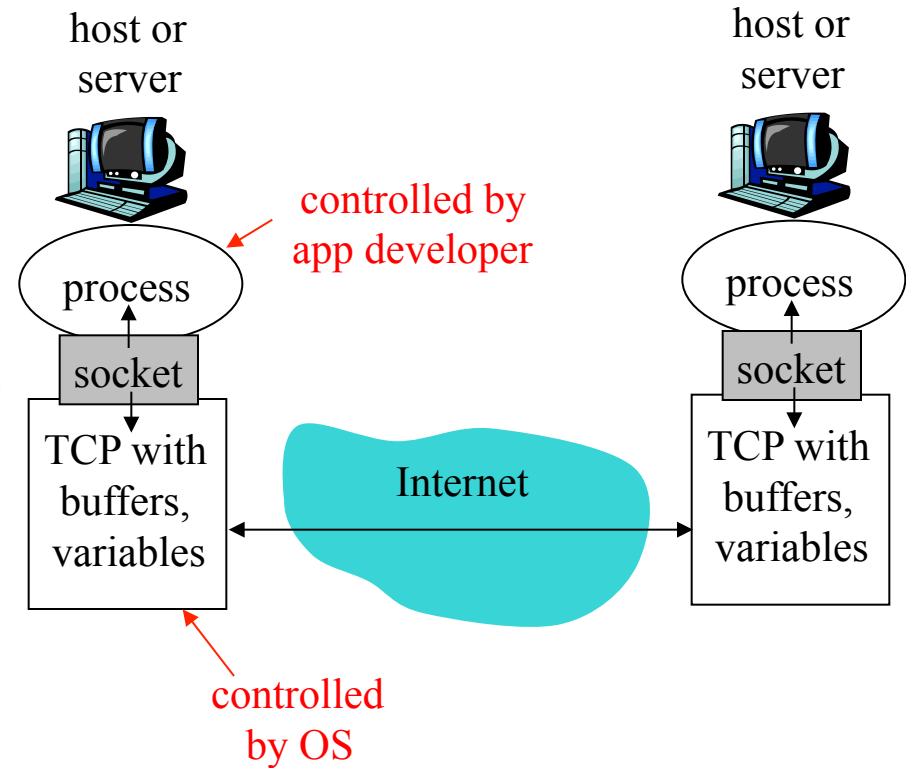 host or
server
host or
server
controlled by
app developer
process
process
socket
socket
TCP with
buffers,
variables
Internet
TCP with
buffers,
variables
controlled
by OS